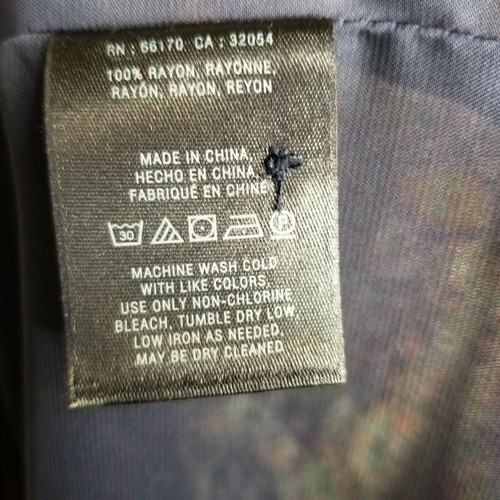 RN : 66170 CA : 32054
100% RAYON, RAYONNE,
RAYÓN, RAYON, REYON
MADE IN CHINA,
HECHO EN CHINA,
FABRIQUÉ EN CHINE
30
MACHINE WASH COLD
WITH LIKE COLORS,
USE ONLY NON-CHLORINE
BLEACH, TUMBLE DRY LOW,
LOW IRON AS NEEDED.
MAY BE DRY CLEANED